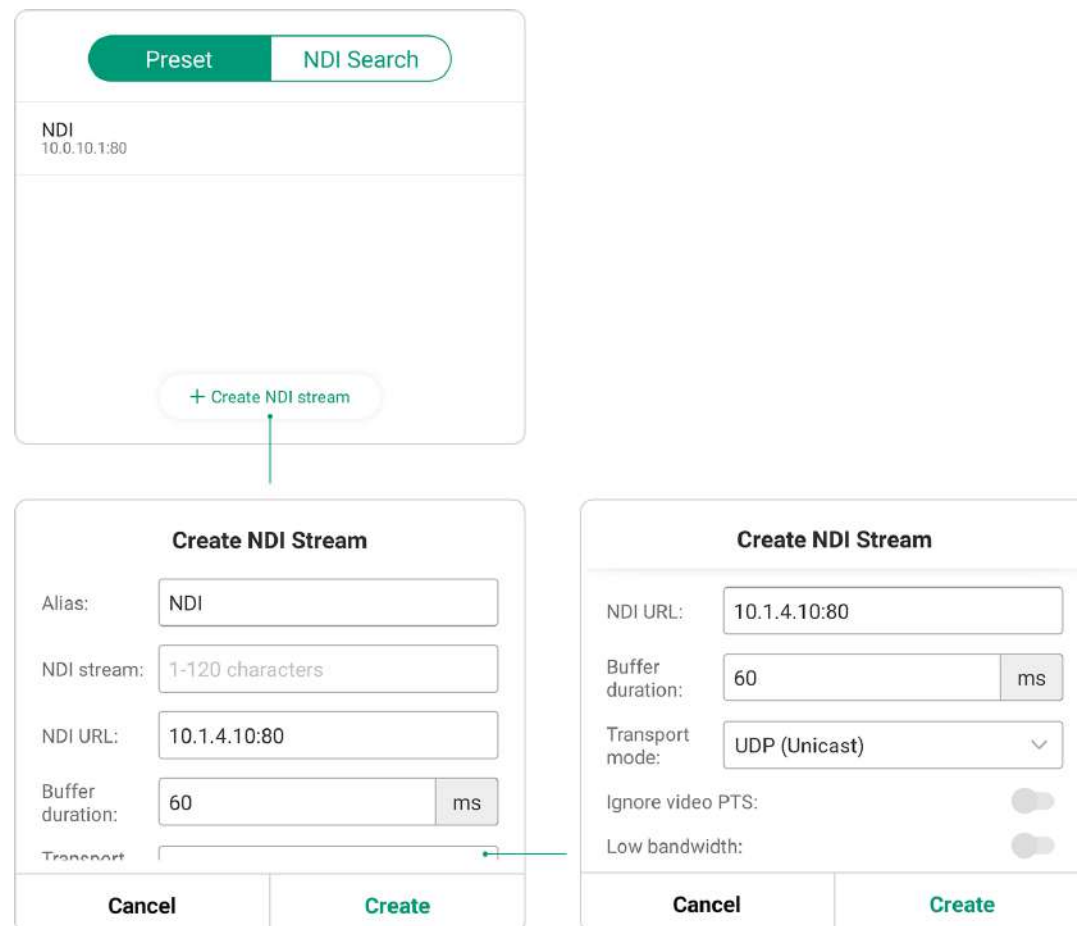 Preset
NDI Search
NDI
10.0.10.1:80
+ Create NDI stream
Create NDI Stream
Alias:
NDI
NDI stream:
1-120 characters
NDI URL:
10.1.4.10:80
Buffer
duration:
60
ms
Transport
Cancel
Create
Create NDI Stream
NDI URL:
10.1.4.10:80
Buffer
duration:
60
ms
Transport
mode:
UDP (Unicast)
Ignore video PTS:
Low bandwidth:
Cancel
Create